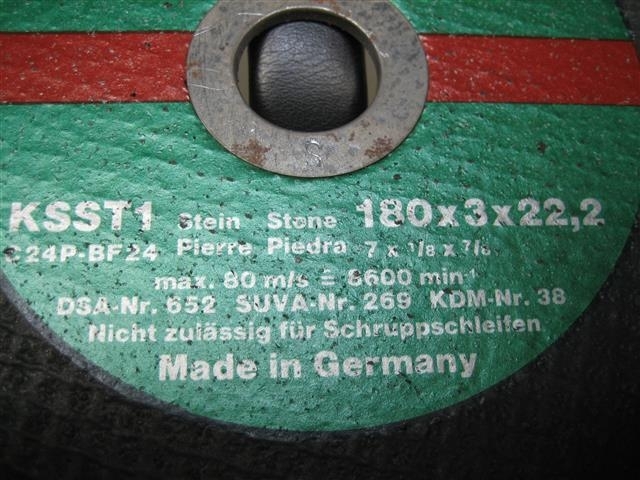 KSST1 Stein Stone 180x3x22,2
C24P-BF24 Pierre Piedra 7 x 1/8 x 7/8
max. 80 m/s = 8600 min-1
DSA-Nr. 652 SUVA-Nr. 269 KDM-Nr. 38
Nicht zulässig für Schruppschleifen
Made in Germany